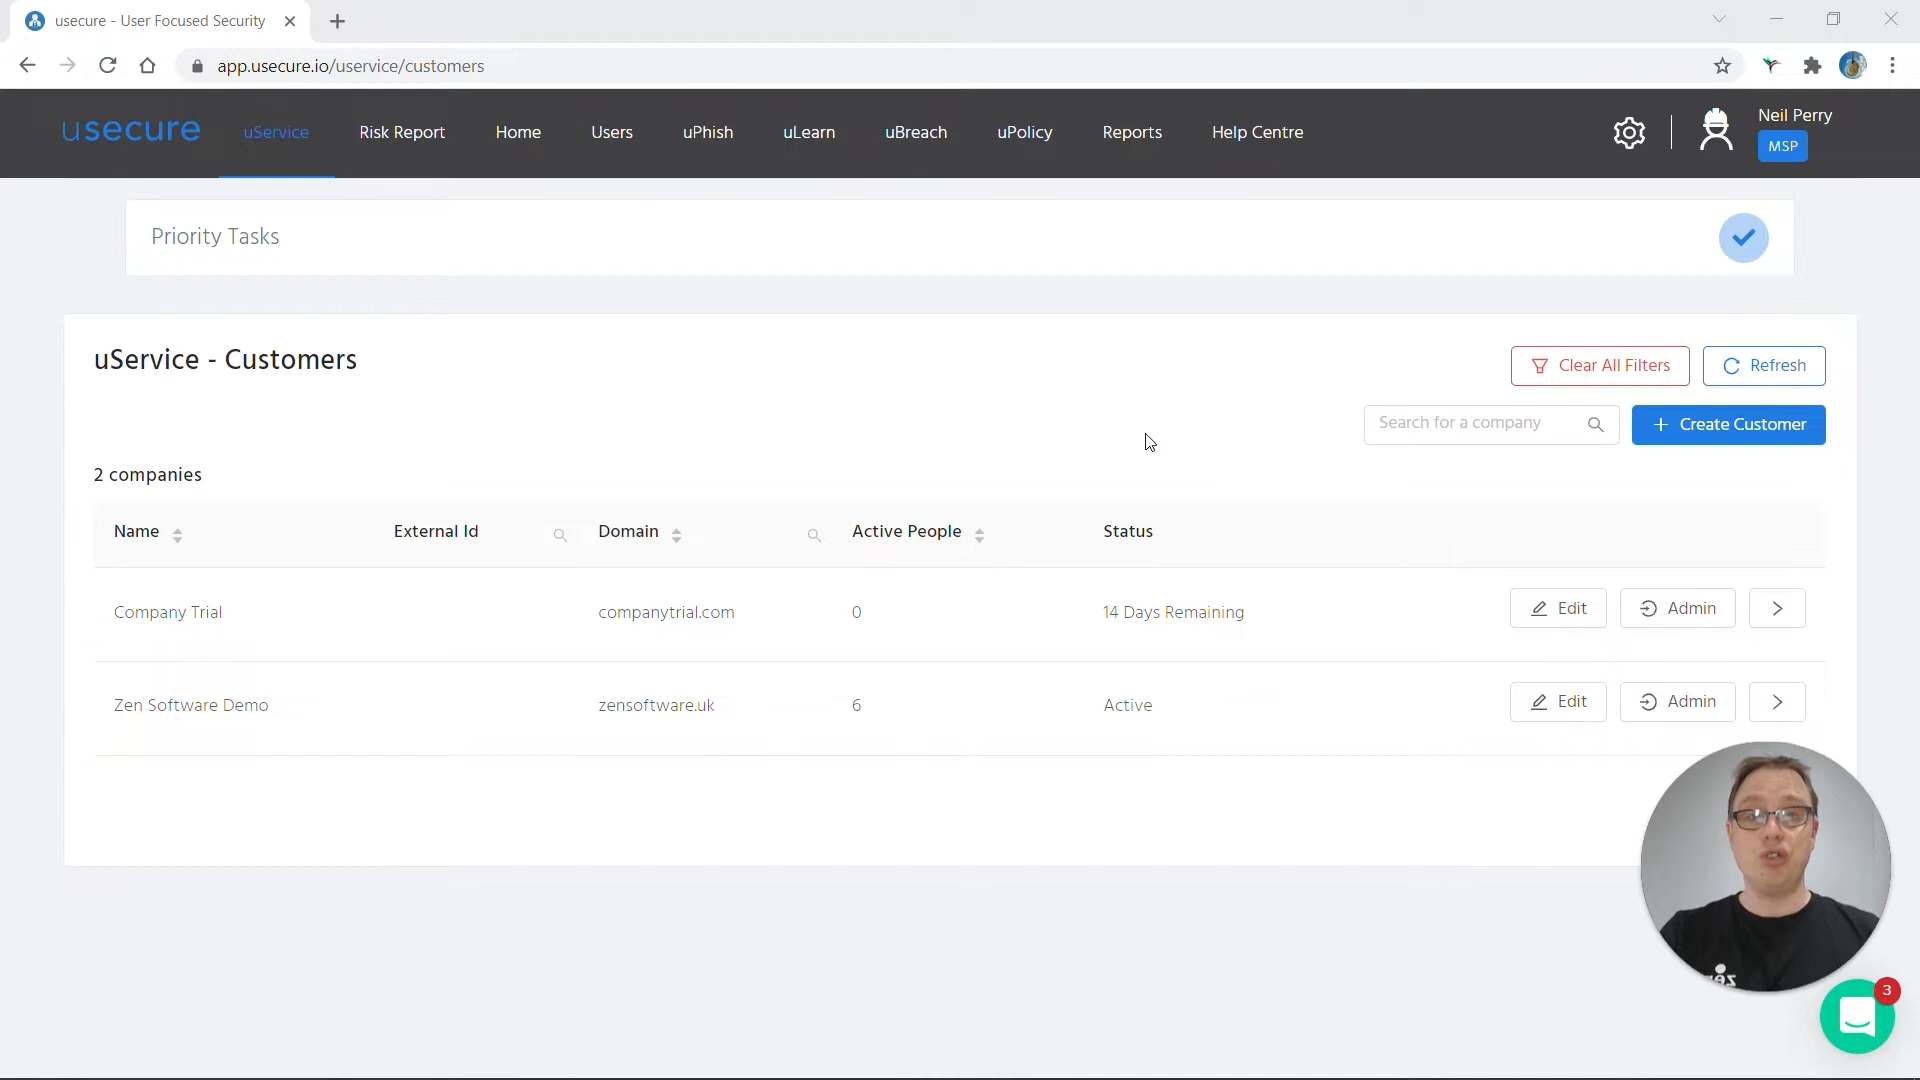 usecure - User Focused Security
app.usecure.io/uservice/customers
usecure
uService
Risk Report
Home
Users
uPhish
uLearn
uBreach
uPolicy
Reports
Help Centre
Neil Perry
MSP
Priority Tasks
uService - Customers
Clear All Filters
Refresh
Search for a company
Create Customer
2 companies
Name
External Id
Domain
Active People
Status
Company Trial
companytrial.com
0
14 Days Remaining
Edit
Admin
Zen Software Demo
zensoftware.uk
6
Active
Edit
Admin
3